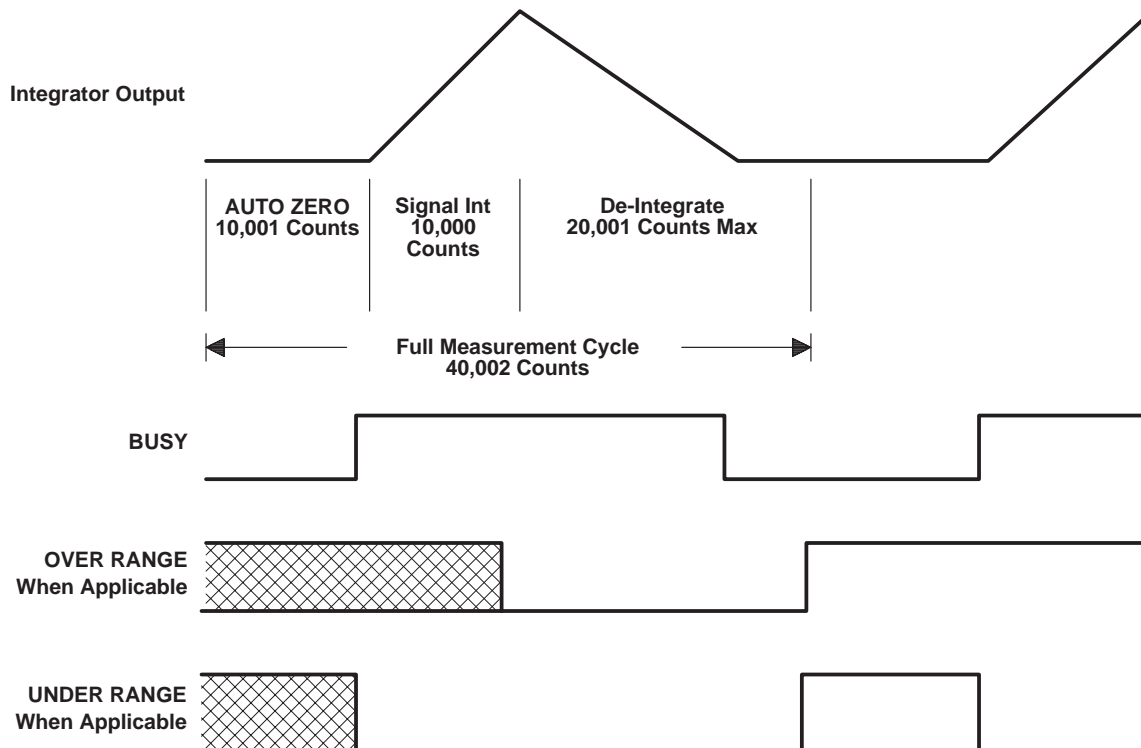 Integrator Output
AUTO ZERO
10,001 Counts
Signal Int
10,000
Counts
De-Integrate
20,001 Counts Max
Full Measurement Cycle
40,002 Counts
BUSY
OVER RANGE
When Applicable
UNDER RANGE
When Applicable